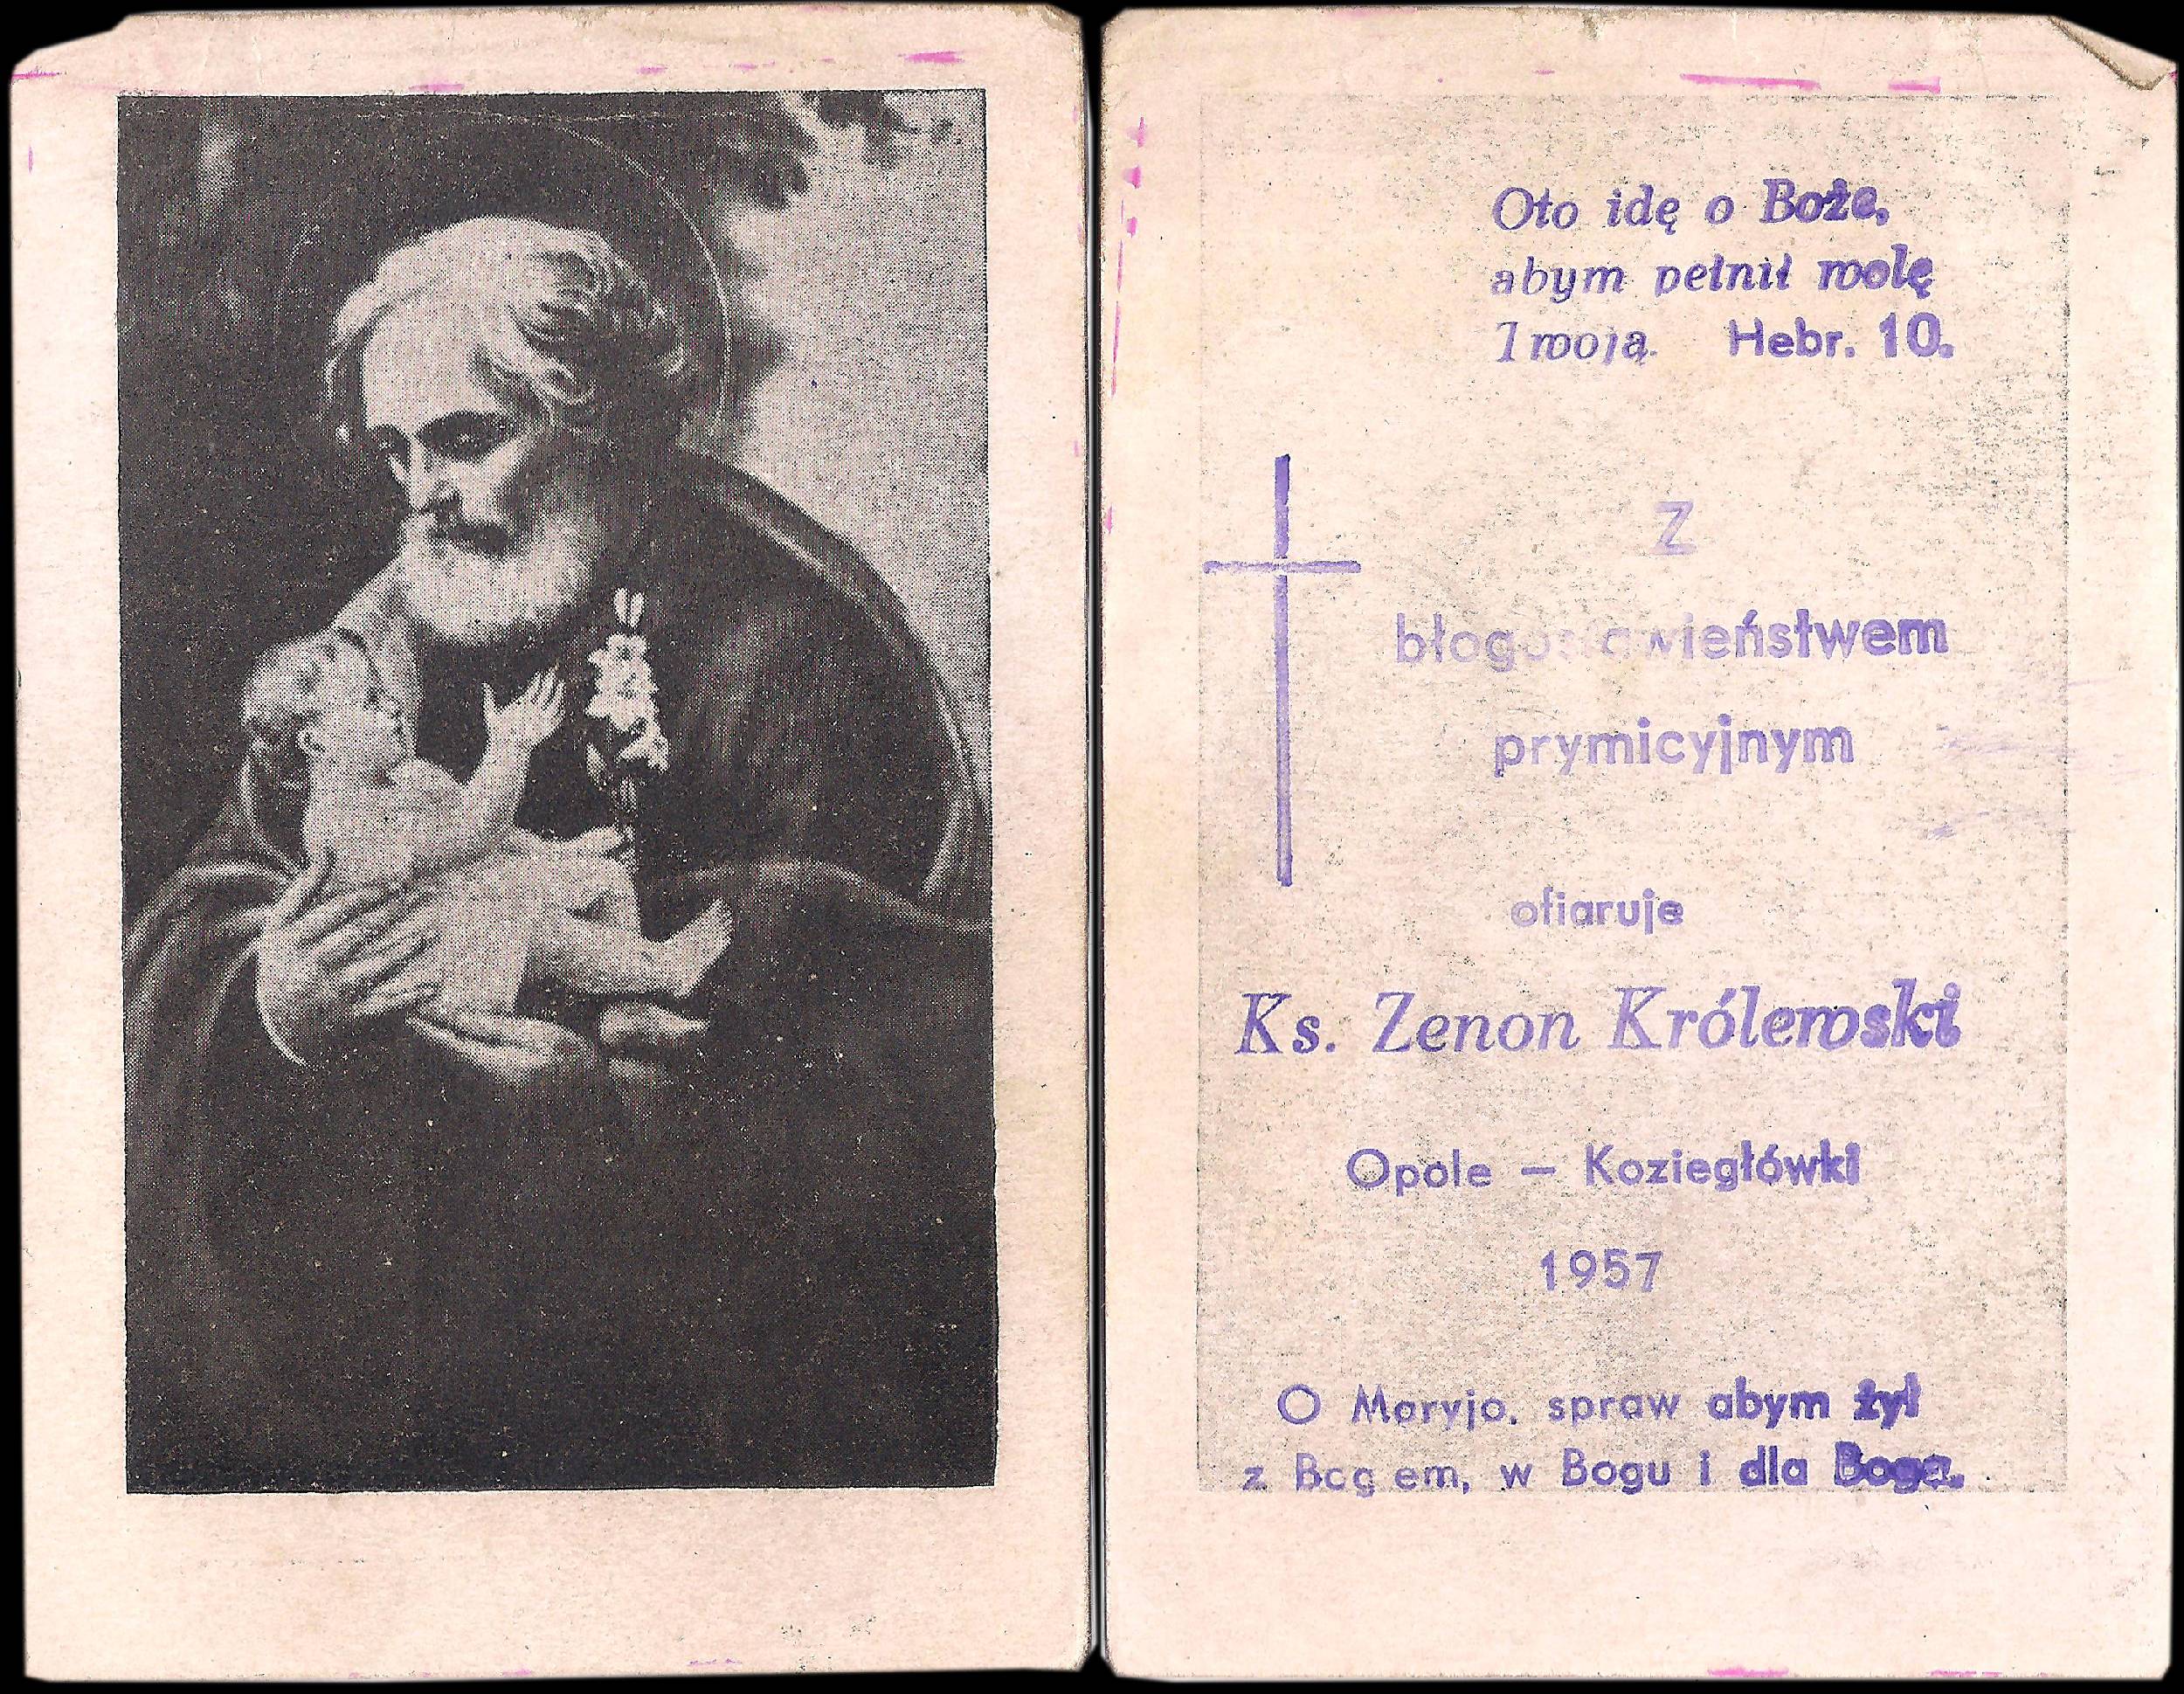 Oto idę o Boże,
abym pełnił wolę
Twoją. Hebr. 10.
Z
błogosławieństwem
prymicyjnym
ofiaruje
Ks. Zenon Królewski
Opole — Koziegłówki
1957
O Maryjo, spraw abym żył
z Bogiem, w Bogu i dla Boga.